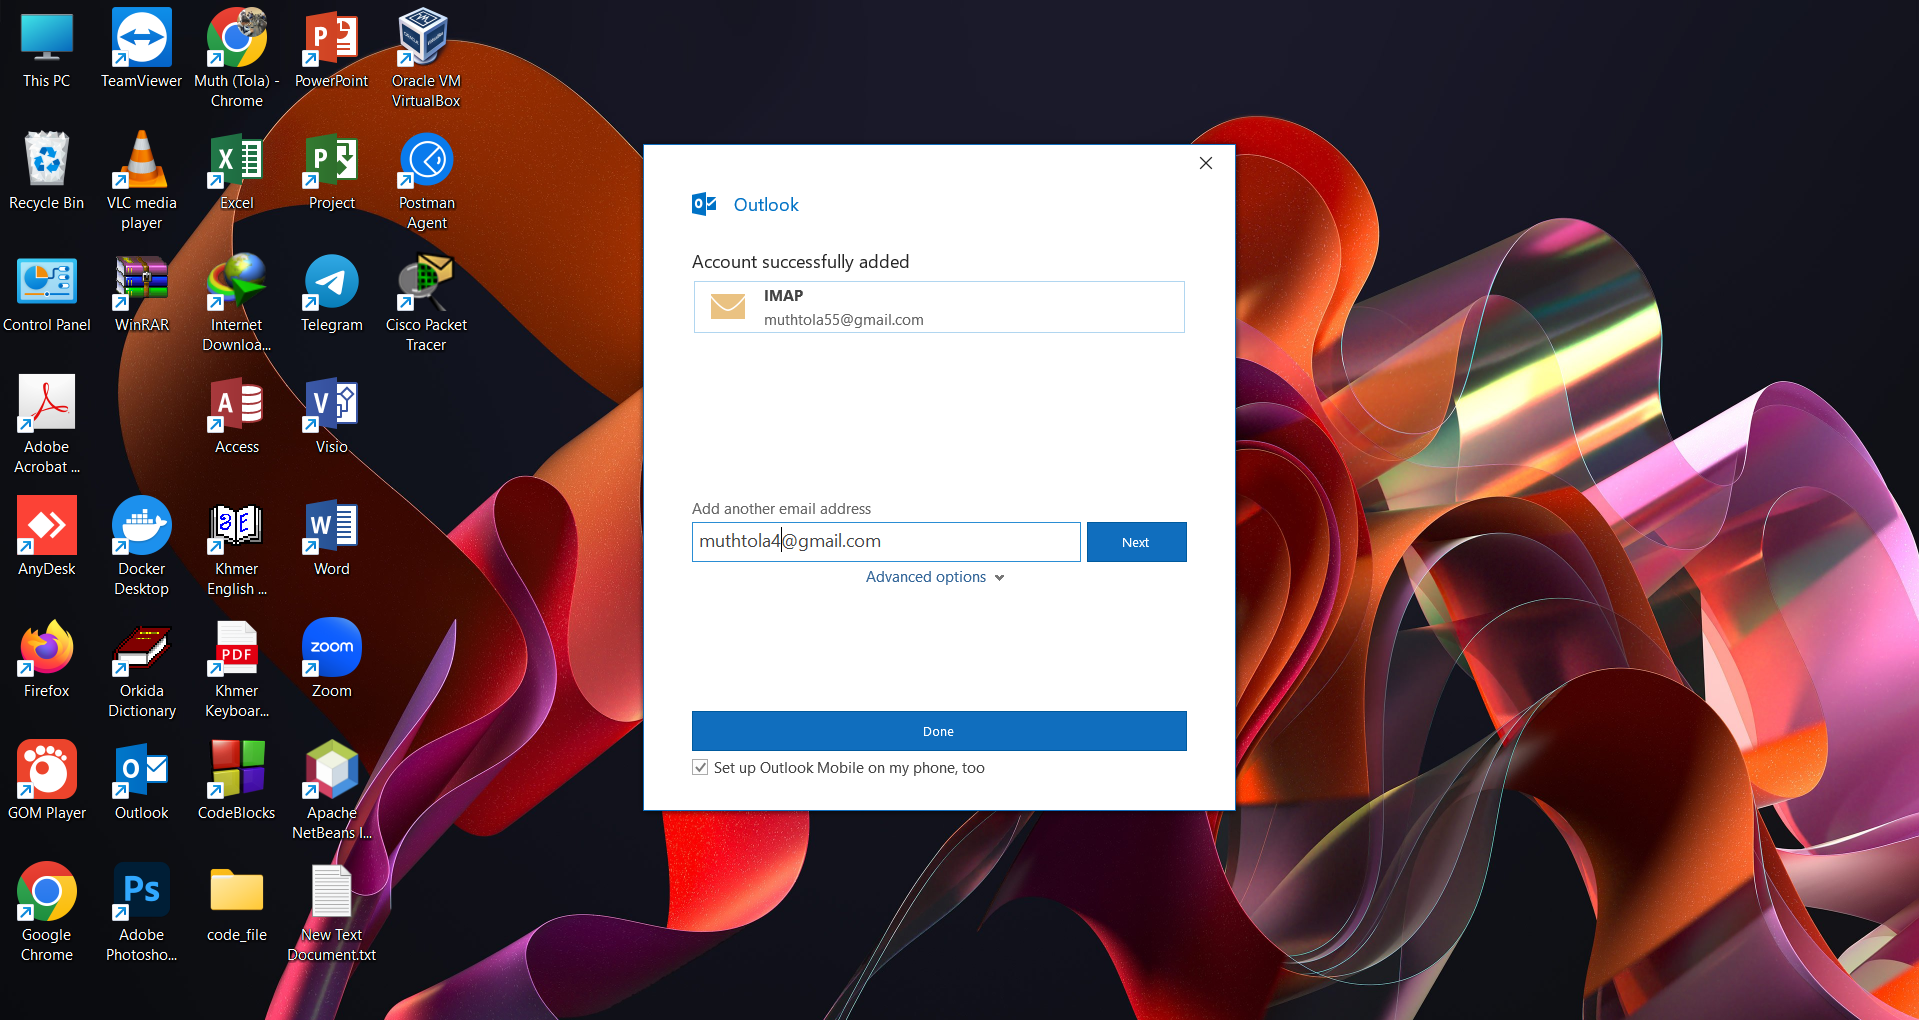 This PC
TeamViewer
Muth (Tola) -
Chrome
PowerPoint
Oracle VM
VirtualBox
Recycle Bin
VLC media
player
Excel
Project
Postman
Agent
Control Panel
WinRAR
Internet
Downloa...
Telegram
Cisco Packet
Tracer
Adobe
Acrobat ...
Access
Visio
AnyDesk
Docker
Desktop
Khmer
English ...
Word
Firefox
Orkida
Dictionary
PDF
Khmer
Keyboar...
zoom
Zoom
GOM Player
Outlook
CodeBlocks
Apache
NetBeans I...
Google
Chrome
Ps
Adobe
Photosho...
code_file
New Text
Document.txt
Outlook
Account successfully added
IMAP
muthtola55@gmail.com
Add another email address
muthtola4@gmail.com
Next
Advanced options
Done
Set up Outlook Mobile on my phone, too